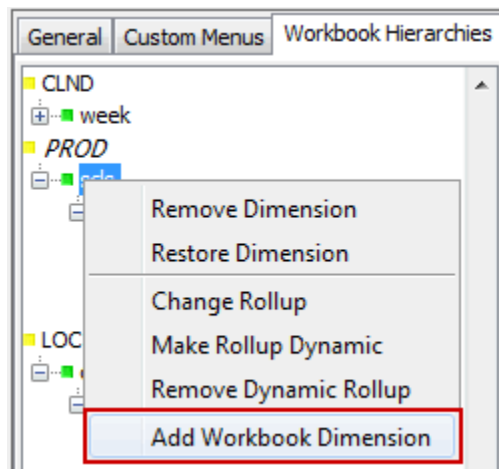 General Custom Menus Workbook Hierarchies
CLND
week
PROD
Remove Dimension
Restore Dimension
Change Rollup
Make Rollup Dynamic
LOC
Remove Dynamic Rollup
Add Workbook Dimension